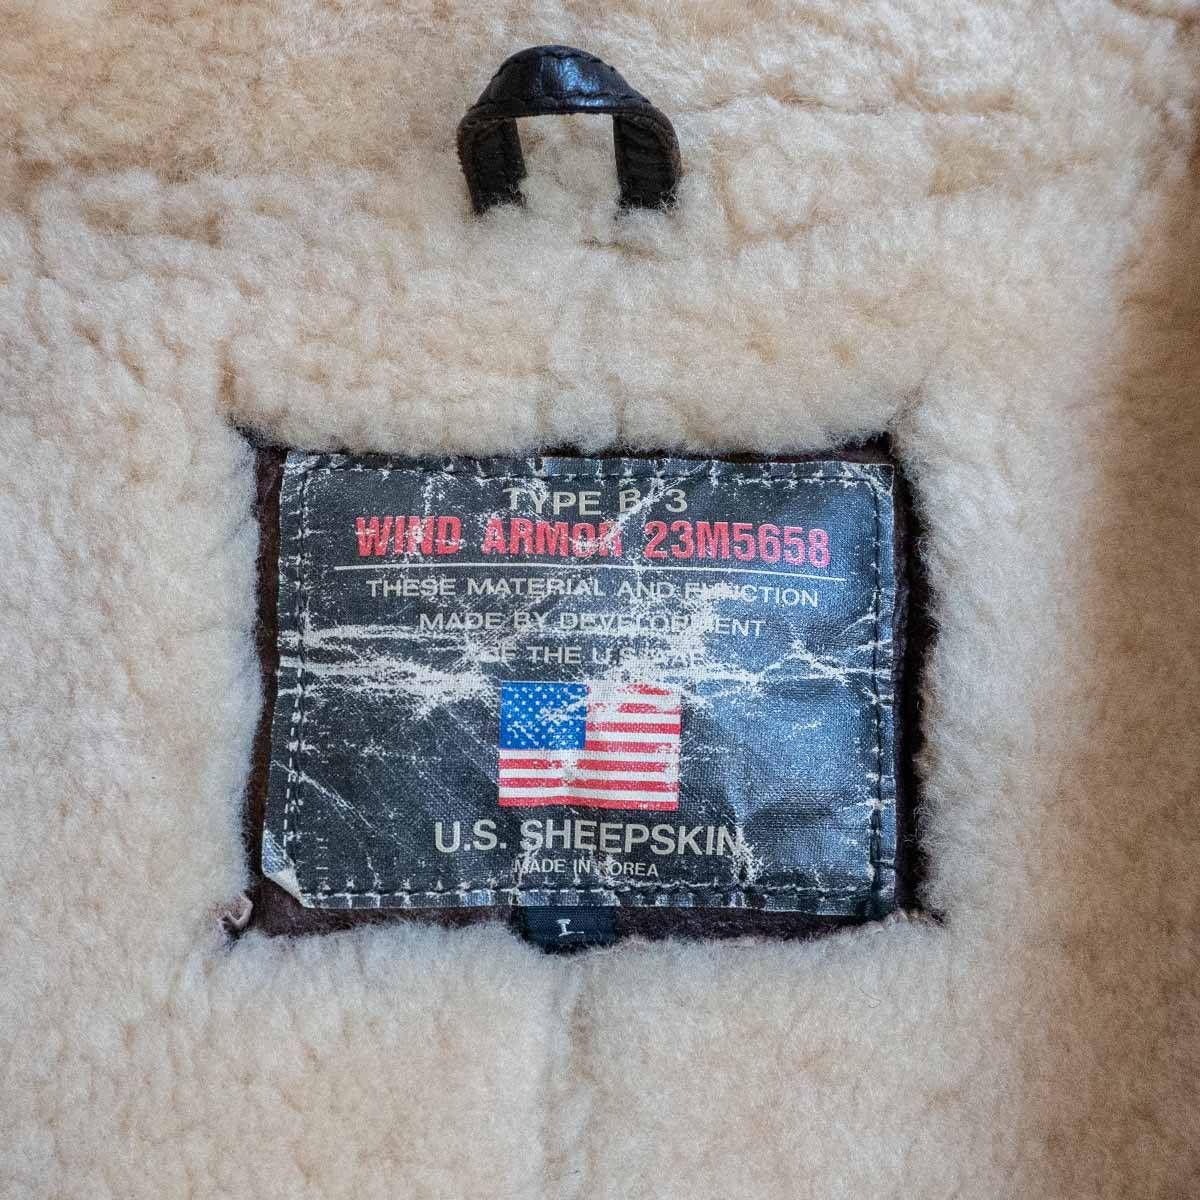 TYPE B-3
WIND ARMOR 23M5658
THESE MATERIAL AND FUNCTION
MADE BY DEVELOPMENT
OF THE U.S.
U.S. SHEEPSKIN
MADE IN KOREA
L